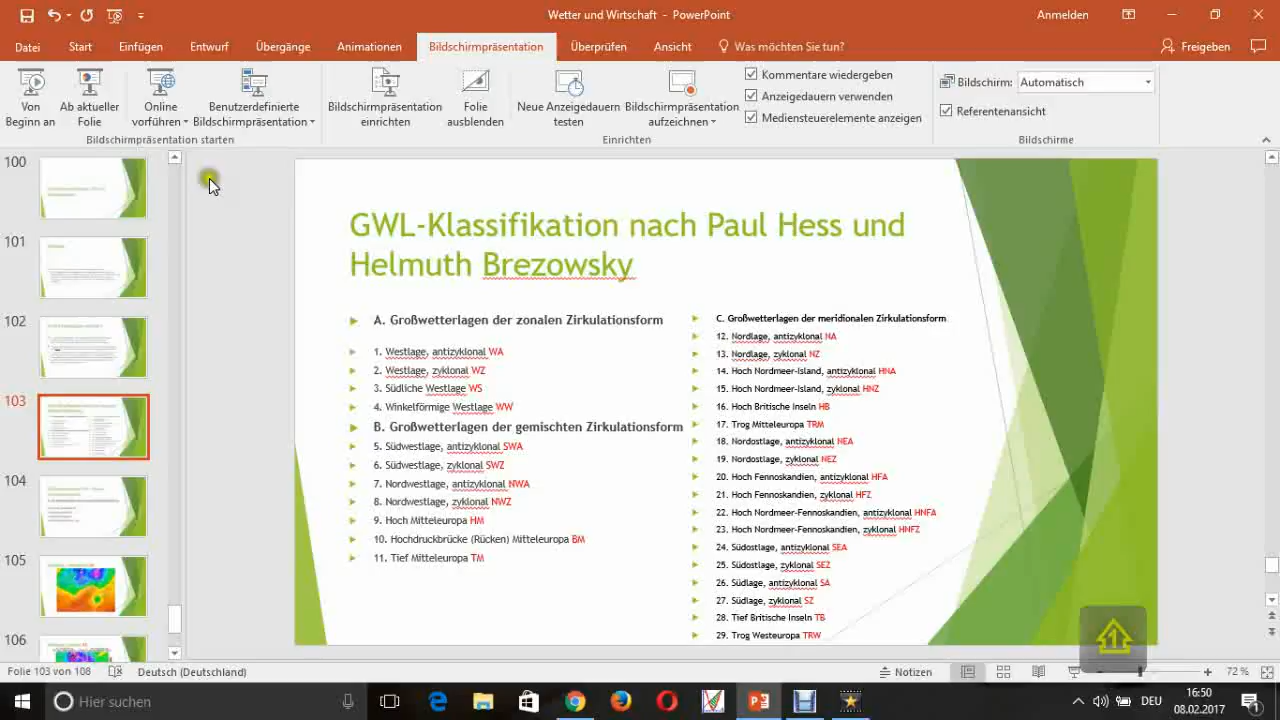 Wetter und Wirtschaft - PowerPoint
Anmelden
Datei Start Einfügen Entwurf Übergänge Animationen Bildschirmpräsentation Überprüfen Ansicht Was möchten Sie tun? Freigeben
Von Beginn an
Ab aktueller Folie
Online vorführen
Benutzerdefinierte Bildschirmpräsentation
Bildschirmpräsentation einrichten
Folie ausblenden
Neue Anzeigedauern testen
Bildschirmpräsentation aufzeichnen
Kommentare wiedergeben
Anzeigedauern verwenden
Mediensteuerelemente anzeigen
Bildschirm: Automatisch
Referentenansicht
Bildschirmpräsentation starten
Einrichten
Bildschirme
100
101
102
103
104
105
106
GWL-Klassifikation nach Paul Hess und
Helmuth Brezowsky
A. Großwetterlagen der zonalen Zirkulationsform
1. Westlage, antizyklonal WA
2. Westlage, zyklonal WZ
3. Südliche Westlage WS
4. Winkelförmige Westlage WW
B. Großwetterlagen der gemischten Zirkulationsform
5. Südwestlage, antizyklonal SWA
6. Südwestlage, zyklonal SWZ
7. Nordwestlage, antizyklonal NWA
8. Nordwestlage, zyklonal NWZ
9. Hoch Mitteleuropa HM
10. Hochdruckbrücke (Rücken) Mitteleuropa BM
11. Tief Mitteleuropa TM
C. Großwetterlagen der meridionalen Zirkulationsform
12. Nordlage, antizyklonal NA
13. Nordlage, zyklonal NZ
14. Hoch Nordmeer-Island, antizyklonal HNA
15. Hoch Nordmeer-Island, zyklonal HNZ
16. Hoch Britische Inseln HB
17. Trog Mitteleuropa TRM
18. Nordostlage, antizyklonal NEA
19. Nordostlage, zyklonal NEZ
20. Hoch Fennoskandien, antizyklonal HFA
21. Hoch Fennoskandien, zyklonal HFZ
22. Hoch Nordmeer-Fennoskandien, antizyklonal HNFA
23. Hoch Nordmeer-Fennoskandien, zyklonal HNFZ
24. Südostlage, antizyklonal SEA
25. Südostlage, zyklonal SEZ
26. Südlage, antizyklonal SA
27. Südlage, zyklonal SZ
28. Tief Britische Inseln TB
29. Trog Westeuropa TRW
Folie 103 von 108 Deutsch (Deutschland) Notizen 72 %
Hier suchen
DEU
16:50
08.02.2017